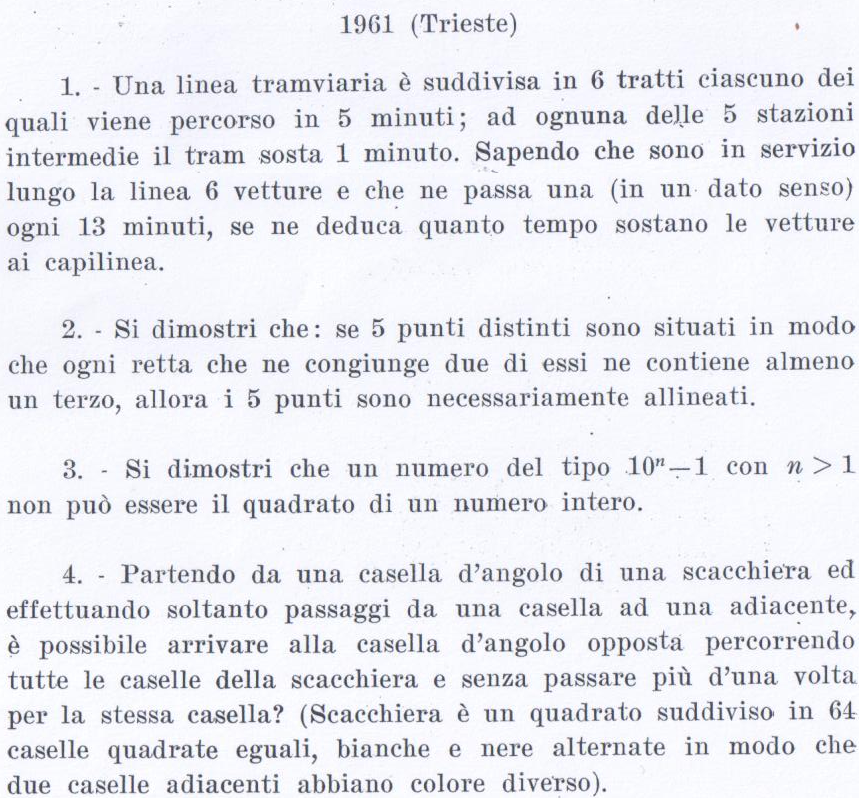 1961 (Trieste)
1. - Una linea tramviaria è suddivisa in 6 tratti ciascuno dei
quali viene percorso in 5 minuti; ad ognuna delle 5 stazioni
intermedie il tram sosta 1 minuto. Sapendo che sono in servizio
lungo la linea 6 vetture e che ne passa una (in un dato senso)
ogni 13 minuti, se ne deduca quanto tempo sostano le vetture
ai capilinea.
2. - Si dimostri che: se 5 punti distinti sono situati in modo
che ogni retta che ne congiunge due di essi ne contiene almeno
un terzo, allora i 5 punti sono necessariamente allineati.
3. - Si dimostri che un numero del tipo 10ⁿ−1 con n > 1
non può essere il quadrato di un numero intero.
4. - Partendo da una casella d'angolo di una scacchiera ed
effettuando soltanto passaggi da una casella ad una adiacente,
è possibile arrivare alla casella d'angolo opposta percorrendo
tutte le caselle della scacchiera e senza passare più d'una volta
per la stessa casella? (Scacchiera è un quadrato suddiviso in 64
caselle quadrate eguali, bianche e nere alternate in modo che
due caselle adiacenti abbiano colore diverso).